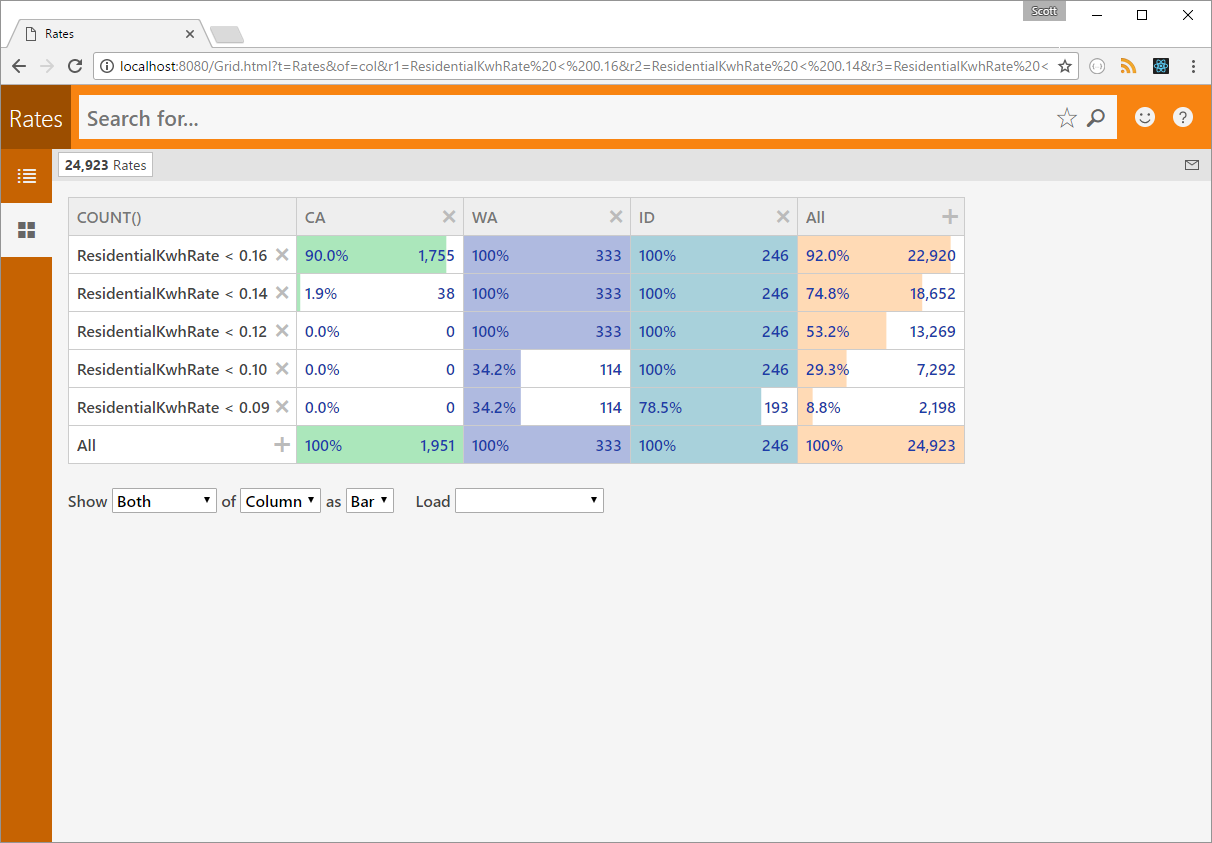 Scott
Rates
localhost:8080/Grid.html?t=Rates&of=col&r1=ResidentialKwhRate%20<%200.16&r2=ResidentialKwhRate%20<%200.14&r3=ResidentialKwhRate%20<
Rates Search for... ?
24,923 Rates
COUNT() CA WA ID All
ResidentialKwhRate < 0.16 90.0% 1,755 100% 333 100% 246 92.0% 22,920
ResidentialKwhRate < 0.14 1.9% 38 100% 333 100% 246 74.8% 18,652
ResidentialKwhRate < 0.12 0.0% 0 100% 333 100% 246 53.2% 13,269
ResidentialKwhRate < 0.10 0.0% 0 34.2% 114 100% 246 29.3% 7,292
ResidentialKwhRate < 0.09 0.0% 0 34.2% 114 78.5% 193 8.8% 2,198
All 100% 1,951 100% 333 100% 246 100% 24,923
Show Both of Column as Bar Load